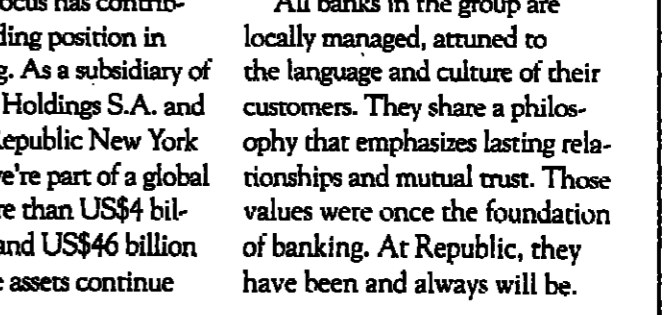 focus has contrib-
ding position in
g. As a subsidiary of
Holdings S.A. and
Republic New York
we're part of a global
re than US$4 bil-
and US$46 billion
e assets continue
All banks in the group are
locally managed, attuned to
the language and culture of their
customers. They share a philos-
ophy that emphasizes lasting rela-
tionships and mutual trust. Those
values were once the foundation
of banking. At Republic, they
have been and always will be.